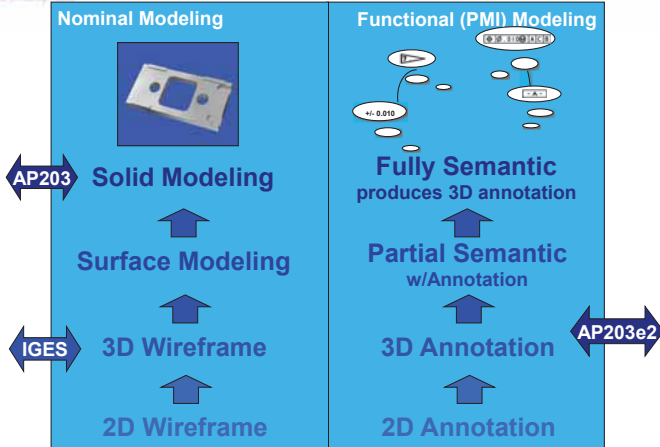 Nominal Modeling
Functional (PMI) Modeling
+/- 0.010
- A -
AP203
Solid Modeling
Fully Semantic
produces 3D annotation
Surface Modeling
Partial Semantic
w/Annotation
IGES
3D Wireframe
3D Annotation
AP203e2
2D Wireframe
2D Annotation